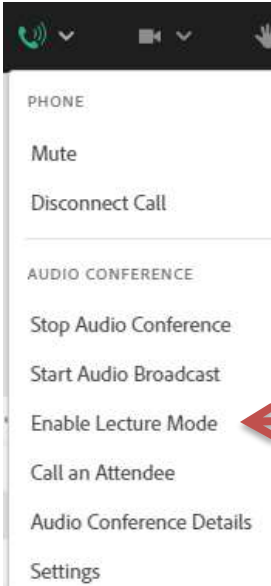 PHONE
Mute
Disconnect Call
AUDIO CONFERENCE
Stop Audio Conference
Start Audio Broadcast
Enable Lecture Mode
Call an Attendee
Audio Conference Details
Settings